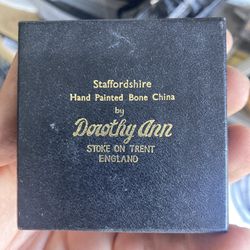 Staffordshire
Hand Painted Bone China
by
Dorothy Ann
STOKE ON TRENT
ENGLAND